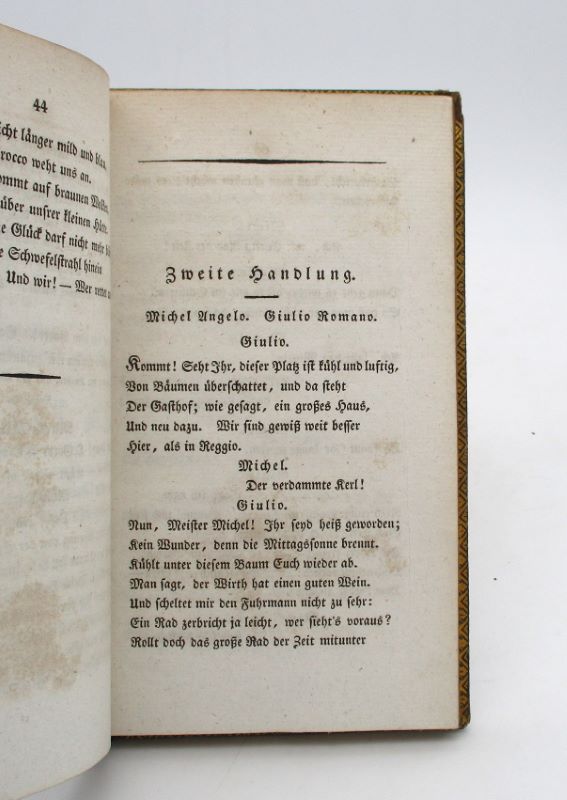 44
länger mild und
weht uns an.
auf braunen
über unsrer kleinen
Glück darf nicht mehr
Schwefelstrahl hinein
Und wir! — Wer
Zweite Handlung.
Michel Angelo. Giulio Romano.
Giulio.
Kommt! Seht Ihr, dieser Platz ist kühl und luftig,
Von Bäumen überschattet, und da steht
Der Gasthof; wie gesagt, ein großes Haus,
Und neu dazu. Wir sind gewiß weit besser
Hier, als in Reggio.
Michel.
Der verdammte Kerl!
Giulio.
Nun, Meister Michel! Ihr seyd heiß geworden;
Kein Wunder, denn die Mittagssonne brennt.
Kühlt unter diesem Baum Euch wieder ab.
Man sagt, der Wirth hat einen guten Wein.
Und scheltet mir den Fuhrmann nicht zu sehr:
Ein Rad zerbricht ja leicht, wer sieht's voraus?
Rollt doch das große Rad der Zeit mitunter